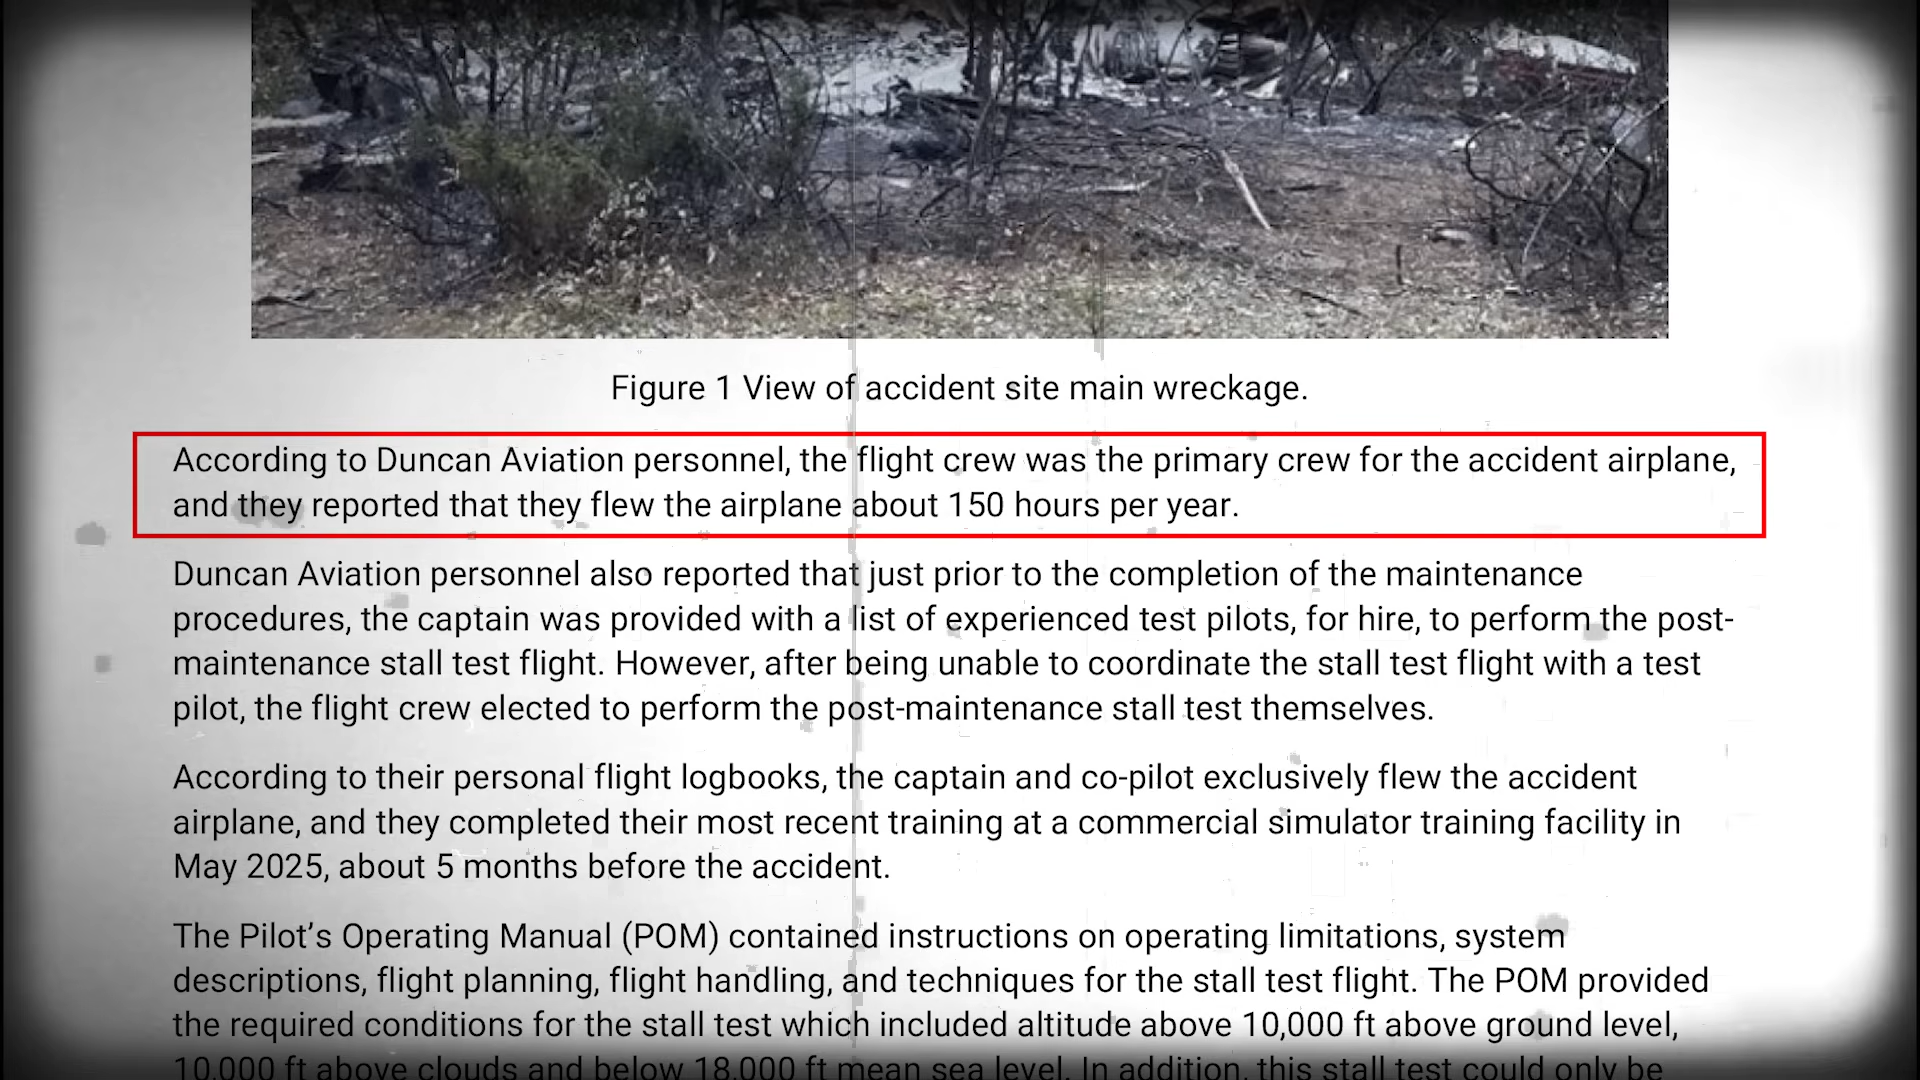 Figure 1 View of accident site main wreckage.
According to Duncan Aviation personnel, the flight crew was the primary crew for the accident airplane,
and they reported that they flew the airplane about 150 hours per year.
Duncan Aviation personnel also reported that just prior to the completion of the maintenance
procedures, the captain was provided with a list of experienced test pilots, for hire, to perform the post-
maintenance stall test flight. However, after being unable to coordinate the stall test flight with a test
pilot, the flight crew elected to perform the post-maintenance stall test themselves.
According to their personal flight logbooks, the captain and co-pilot exclusively flew the accident
airplane, and they completed their most recent training at a commercial simulator training facility in
May 2025, about 5 months before the accident.
The Pilot’s Operating Manual (POM) contained instructions on operating limitations, system
descriptions, flight planning, flight handling, and techniques for the stall test flight. The POM provided
the required conditions for the stall test which included altitude above 10,000 ft above ground level,
10,000 ft above clouds and below 18,000 ft mean sea level. In addition, this stall test could only be